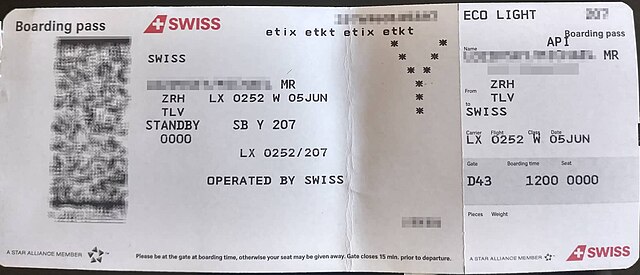 Boarding pass
SWISS
etix etkt etix etkt
SWISS
MR
ZRH LX 0252 W 05JUN
TLV
STANDBY SB Y 207
0000
LX 0252/207
OPERATED BY SWISS
A STAR ALLIANCE MEMBER
Please be at the gate at boarding time, otherwise your seat may be given away. Gate closes 15 min. prior to departure.
ECO LIGHT
Boarding pass
API
Name
MR
From
ZRH
TLV
to
SWISS
Carrier Flight Class Date
LX 0252 W 05JUN
Gate Boarding time Seat
D43 1200 0000
Pieces Weight
A STAR ALLIANCE MEMBER
SWISS